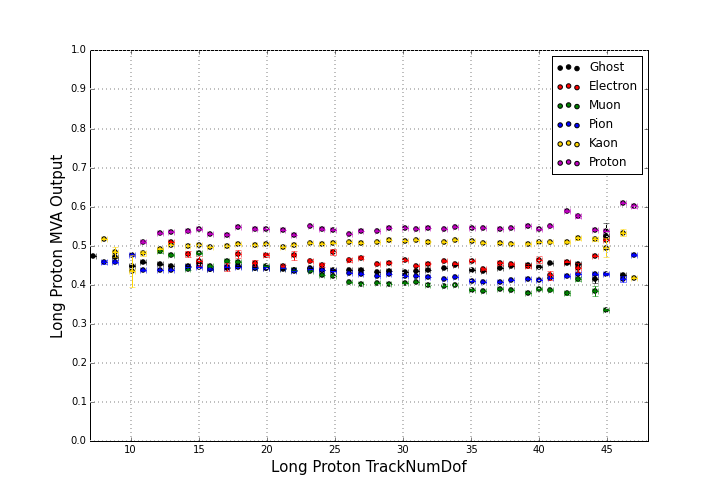 1.0
0.9
0.8
0.7
0.6
0.5
0.4
0.3
0.2
0.1
0.0
Long Proton MVA Output
Ghost
Electron
Muon
Pion
Kaon
Proton
10 15 20 25 30 35 40 45
Long Proton TrackNumDof